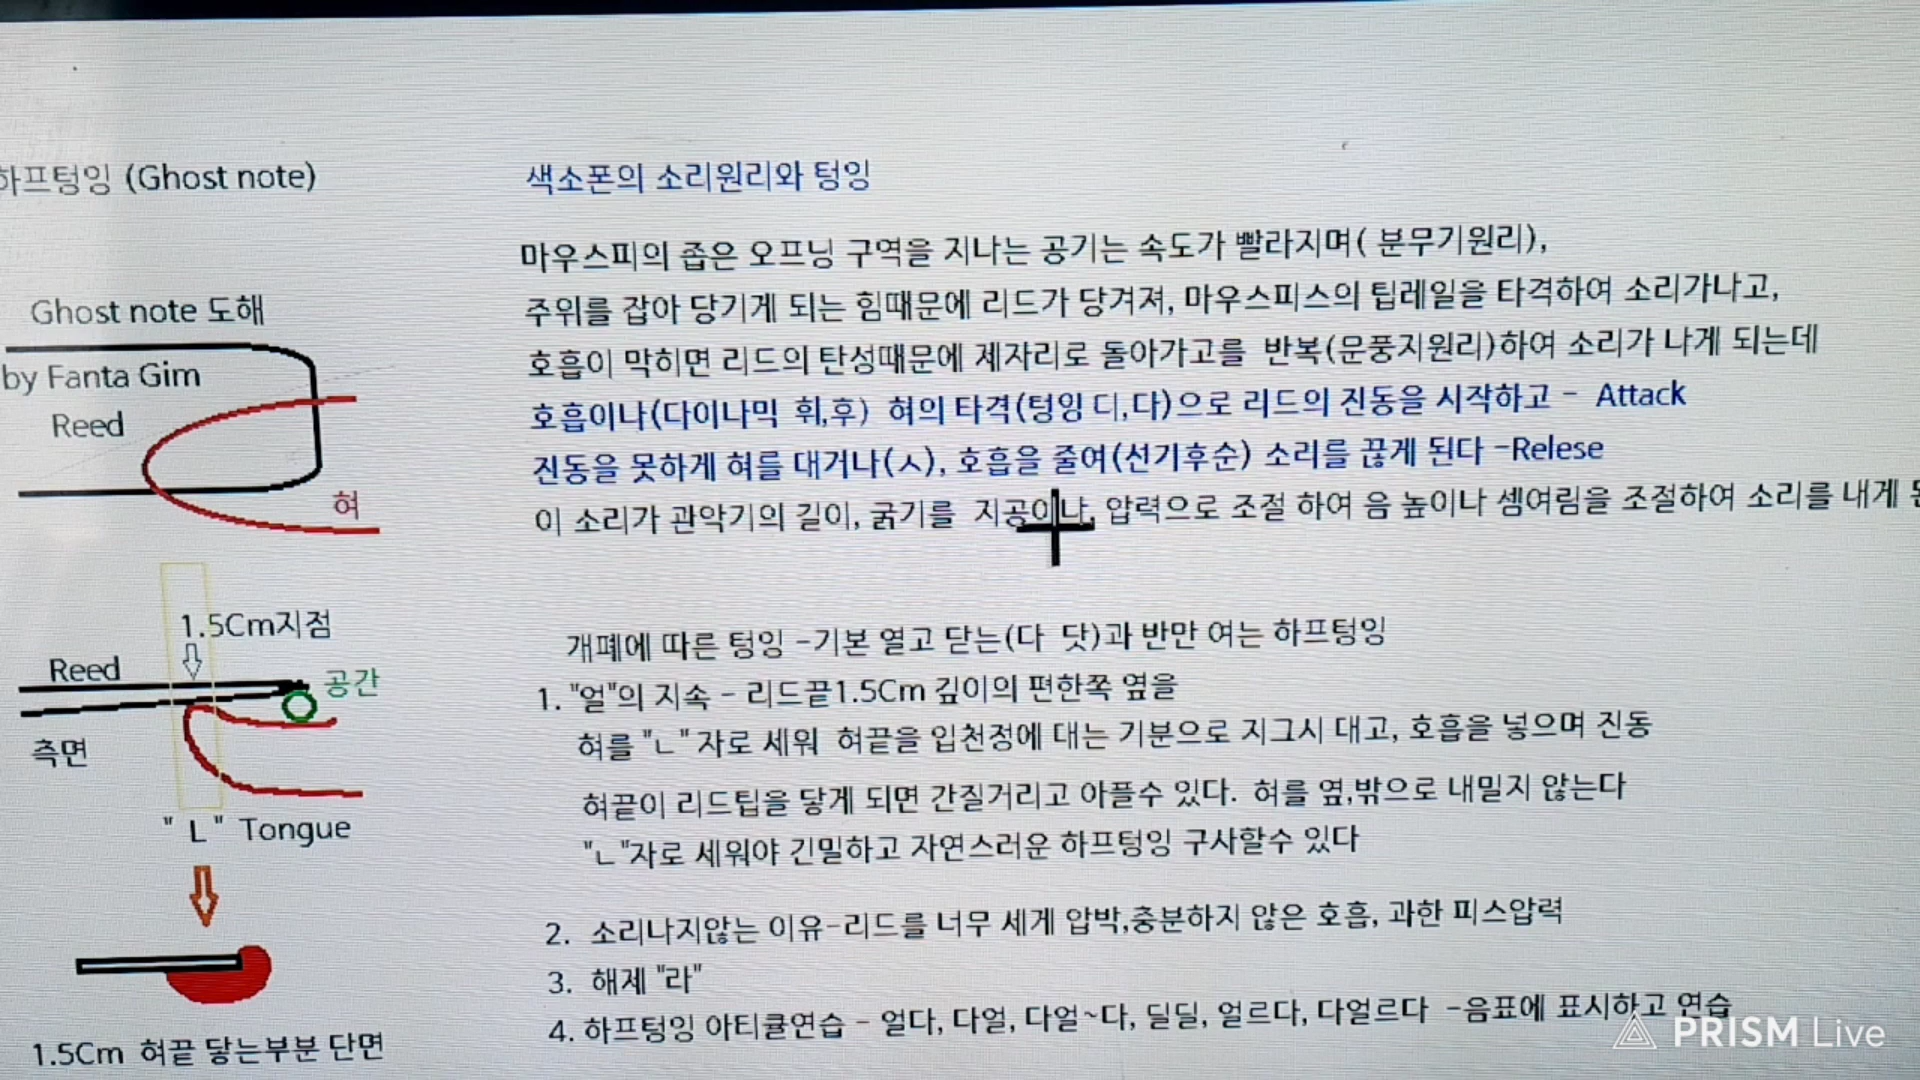 하프텅잉 (Ghost note)
Ghost note 도해
by Fanta Gim
Reed
혀
1.5Cm지점
Reed
공간
측면
" L " Tongue
1.5Cm 혀끝 닿는부분 단면
색소폰의 소리원리와 텅잉
마우스피의 좁은 오프닝 구역을 지나는 공기는 속도가 빨라지며( 분무기원리),
주위를 잡아 당기게 되는 힘때문에 리드가 당겨져, 마우스피스의 팁레일을 타격하여 소리가나고,
호흡이 막히면 리드의 탄성때문에 제자리로 돌아가고를 반복(문풍지원리)하여 소리가 나게 되는데
호흡이나(다이나믹 휘,후) 혀의 타격(텅잉 디,다)으로 리드의 진동을 시작하고 - Attack
진동을 못하게 혀를 대거나(ㅅ), 호흡을 줄여(선기후순) 소리를 끊게 된다 -Relese
이 소리가 관악기의 길이, 굵기를 지공이나, 압력으로 조절 하여 음 높이나 셈여림을 조절하여 소리를 내게
개폐에 따른 텅잉 -기본 열고 닫는(다 닷)과 반만 여는 하프텅잉
1. "얼"의 지속 - 리드끝1.5Cm 깊이의 편한쪽 옆을
혀를 "ㄴ" 자로 세워 혀끝을 입천정에 대는 기분으로 지그시 대고, 호흡을 넣으며 진동
혀끝이 리드팁을 닿게 되면 간질거리고 아플수 있다. 혀를 옆,밖으로 내밀지 않는다
"ㄴ"자로 세워야 긴밀하고 자연스러운 하프텅잉 구사할수 있다
2. 소리나지않는 이유-리드를 너무 세게 압박,충분하지 않은 호흡, 과한 피스압력
3. 해제 "라"
4. 하프텅잉 아티큘연습 - 얼다, 다얼, 다얼~다, 딜딜, 얼르다, 다얼르다 -음표에 표시하고 연습
PRISM Live